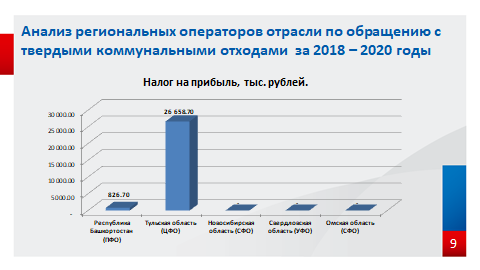 Анализ региональных операторов отрасли по обращению с
твердыми коммунальными отходами за 2018 – 2020 годы
Налог на прибыль, тыс. рублей.
30 000.00
25 000.00
20 000.00
15 000.00
10 000.00
5 000.00
-
826.70
26 658.70
-
-
-
Республика
Башкортостан
(ПФО)
Тульская область
(ЦФО)
Новосибирская
область (СФО)
Свердловская
область (УФО)
Омская область
(СФО)
9